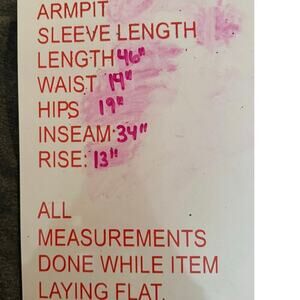 ARMPIT
SLEEVE LENGTH
LENGTH 46"
WAIST 14"
HIPS 19"
INSEAM 34"
RISE: 13"
ALL
MEASUREMENTS
DONE WHILE ITEM
LAYING FLAT